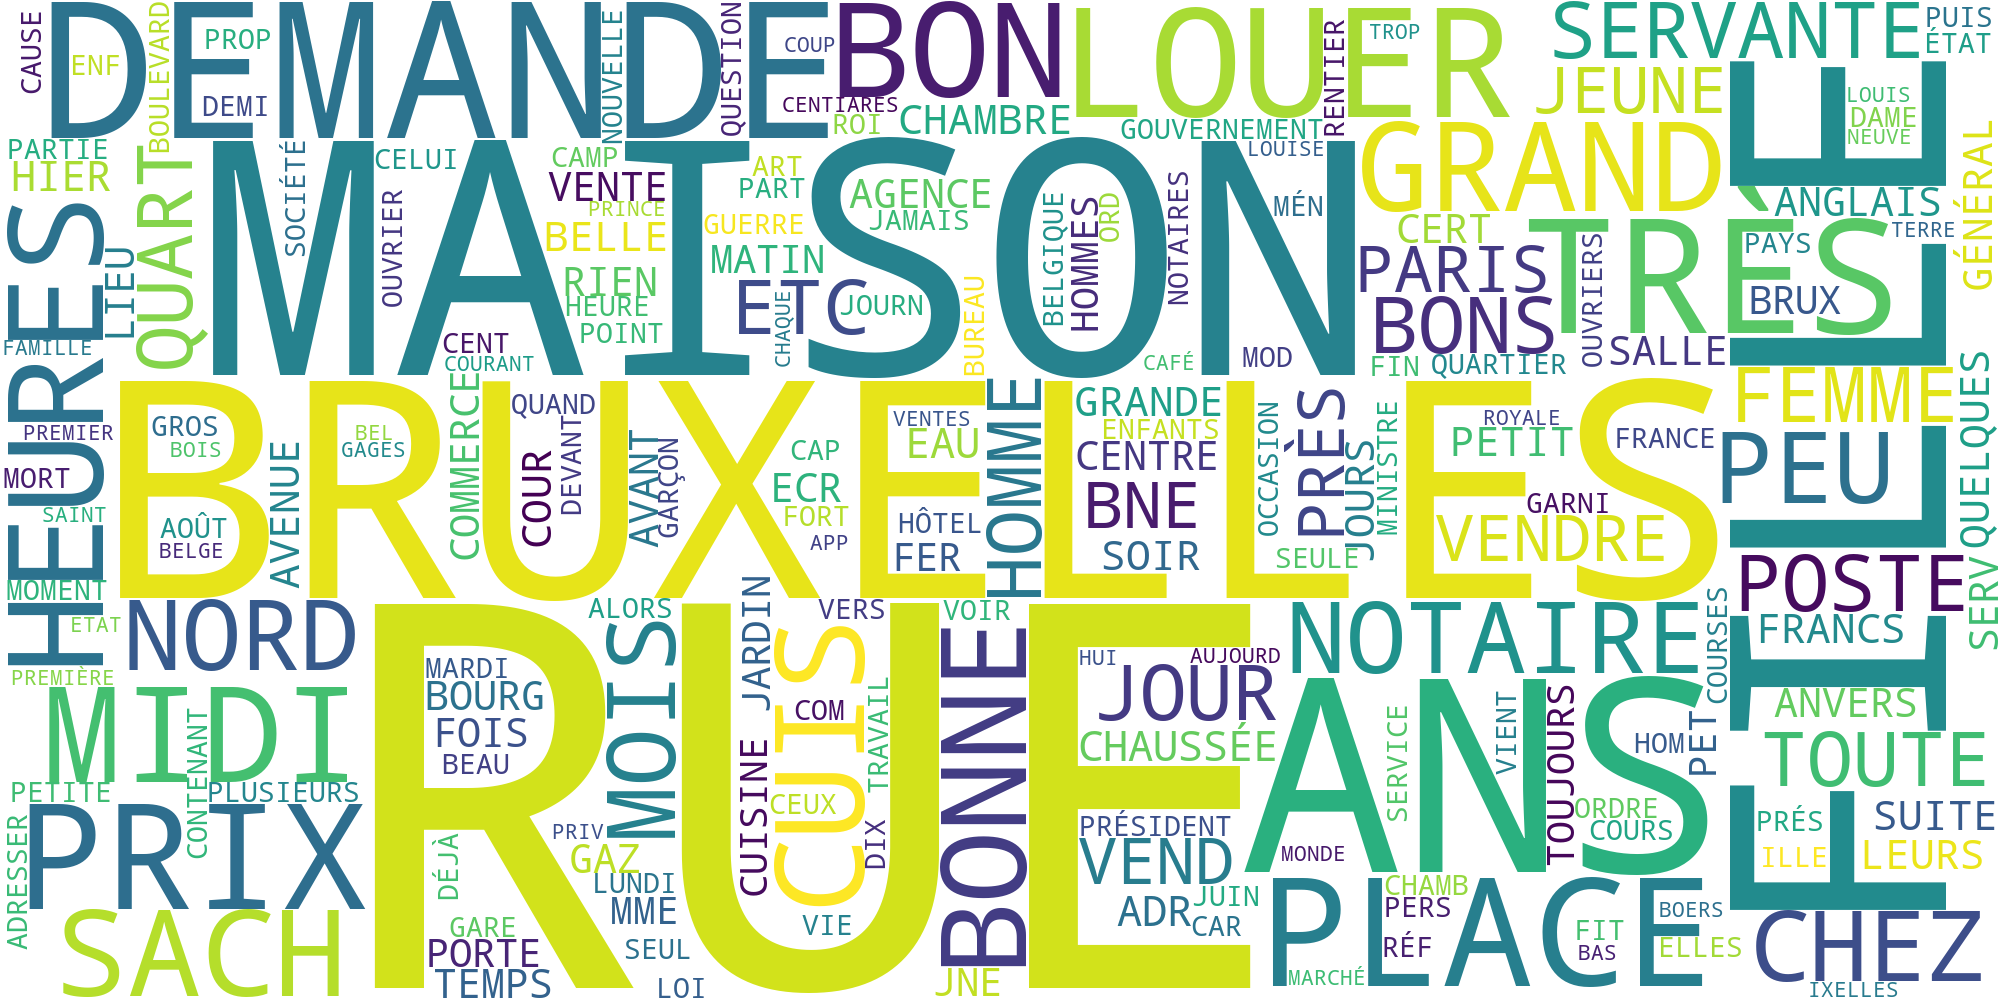 DEMANDE
BON
LOUER
SERVANTE
PUIS
ÉTAT
CAUSE
ENF
BOULEVARD
PROP
DEMI
NOUVELLE
QUESTION
COUP
CENTIARES
ROI
CHAMBRE
GOUVERNEMENT
RENTIER
TROP
JEUNE
LOUIS
DAME
NEUVE
FILLE
PARTIE
HIER
QUART
SOCIÉTÉ
CELUI
OUVRIER
MAISON
CAMP
VENTE
PRINCE
BELLE
ART
PART
GUERRE
AGENCE
JAMAIS
MATIN
RIEN
HEURE
POINT
ETC
CHAQUE
JOURN
BUREAU
BELGIQUE
HOMMES
ORD
NOTAIRES
LOUISE
MÉN
GRAND
CERT
PARIS
BONS
TRÈS
ANGLAIS
PAYS
TERRE
BRUX
GÉNÉRAL
OUVRIERS
HEURES
LIEU
FAMILLE
CENT
COURANT
CAFÉ
MOD
FIN
QUARTIER
SALLE
FEMME
PREMIER
GROS
BOIS
BRUXELLES
BEL
GAGES
COMMERCE
QUAND
COUR
DEVANT
AVANT
GARÇON
CAP
ECR
FORT
APP
VENTES
EAU
HÔTEL
FER
HOMME
GRANDE
ENFANTS
CENTRE
BNE
SOIR
OCCASION
PRÈS
JOURS
MINISTRE
SEULE
ROYALE
PETIT
FRANCE
GARNI
VENDRE
PEU
QUELQUES
MORT
SAINT
AOÛT
BELGE
AVENUE
MOMENT
ETAT
NORD
PREMIÈRE
MIDI
CONTENANT
RUE
MARDI
BOURG
FOIS
BEAU
ALORS
MOIS
JARDIN
CUISINE
CUIS
VERS
COM
CEUX
TRAVAIL
DIX
VOIR
BONNE
HUI
AUJOURD
JOUR
CHAUSSÉE
NOTAIRE
COURSES
POSTE
FRANCS
SERV
ANS
SERVICE
VIENT
TOUJOURS
HOM
PET
ANVERS
TOUTE
PETITE
PLUSIEURS
PRIX
ADRESSER
SACH
DÉJÀ
PRIV
GAZ
LUNDI
MME
GARE
PORTE
TEMPS
SEUL
LOI
VIE
JNE
PRÉSIDENT
VEND
ADR
JUIN
CAR
MONDE
ORDRE
COURS
PRÉS
ILLE
SUITE
LEURS
PLACE
CHAMB
PERS
RÉF
MARCHÉ
FIT
BAS
BOERS
ELLES
CHEZ
IXELLES